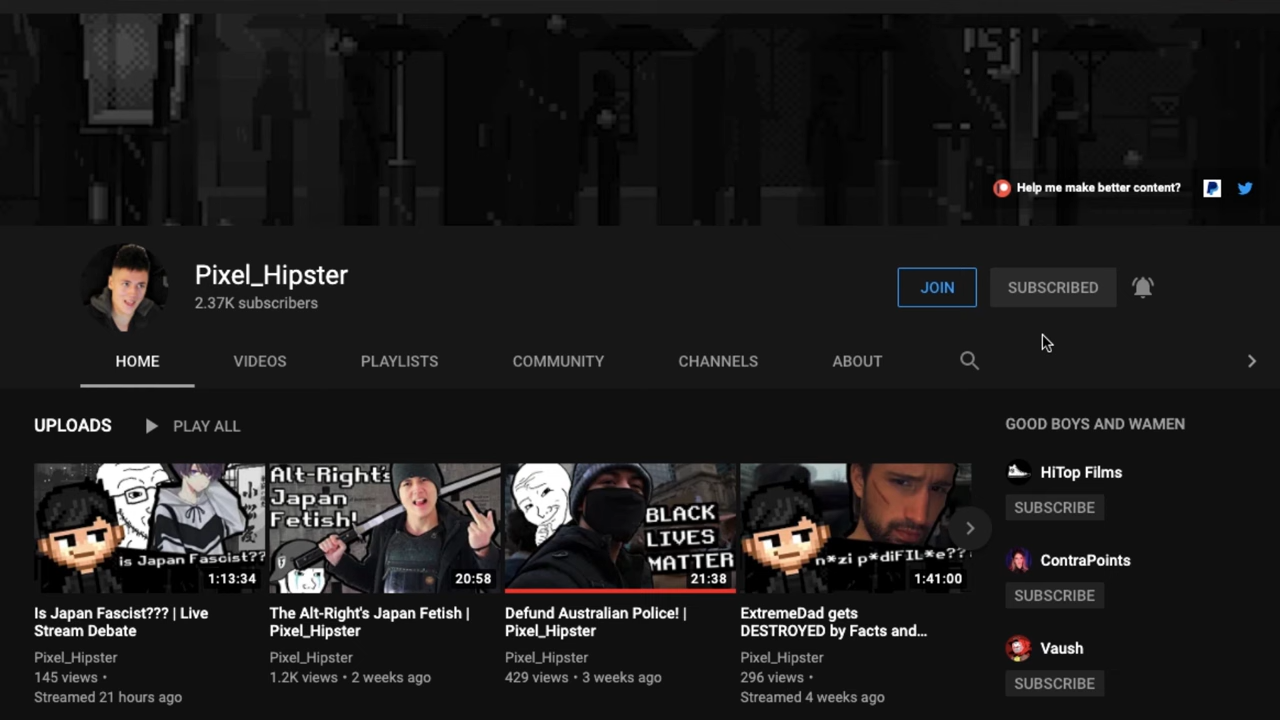 Help me make better content?
Pixel_Hipster
2.37K subscribers
JOIN
SUBSCRIBED
HOME
VIDEOS
PLAYLISTS
COMMUNITY
CHANNELS
ABOUT
UPLOADS
PLAY ALL
is Japan Fascist??
1:13:34
Is Japan Fascist??? | Live
Stream Debate
Pixel_Hipster
145 views •
Streamed 21 hours ago
Alt-Right's
Japan
Fetish!
20:58
The Alt-Right's Japan Fetish |
Pixel_Hipster
Pixel_Hipster
1.2K views • 2 weeks ago
BLACK
LIVES
MATTER
21:38
Defund Australian Police! |
Pixel_Hipster
Pixel_Hipster
429 views • 3 weeks ago
n*zi p*diFIL*e??
1:41:00
ExtremeDad gets
DESTROYED by Facts and...
Pixel_Hipster
296 views •
Streamed 4 weeks ago
GOOD BOYS AND WAMEN
HiTop Films
SUBSCRIBE
ContraPoints
SUBSCRIBE
Vaush
SUBSCRIBE